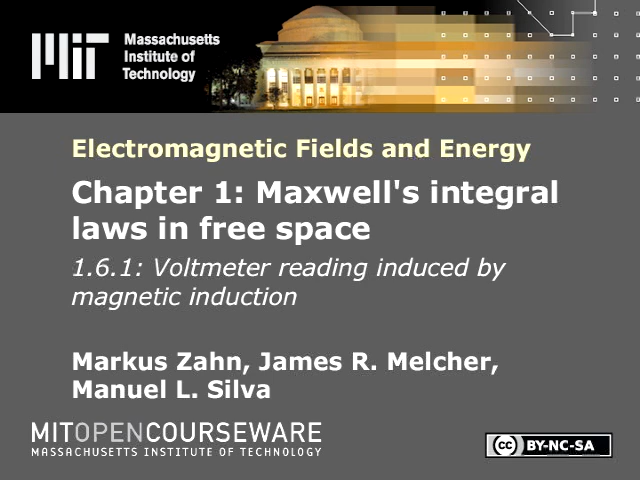 MIT
Massachusetts
Institute of
Technology
Electromagnetic Fields and Energy
Chapter 1: Maxwell's integral
laws in free space
1.6.1: Voltmeter reading induced by
magnetic induction
Markus Zahn, James R. Melcher,
Manuel L. Silva
MITOPENCOURSEWARE
MASSACHUSETTS INSTITUTE OF TECHNOLOGY
cc BY-NC-SA